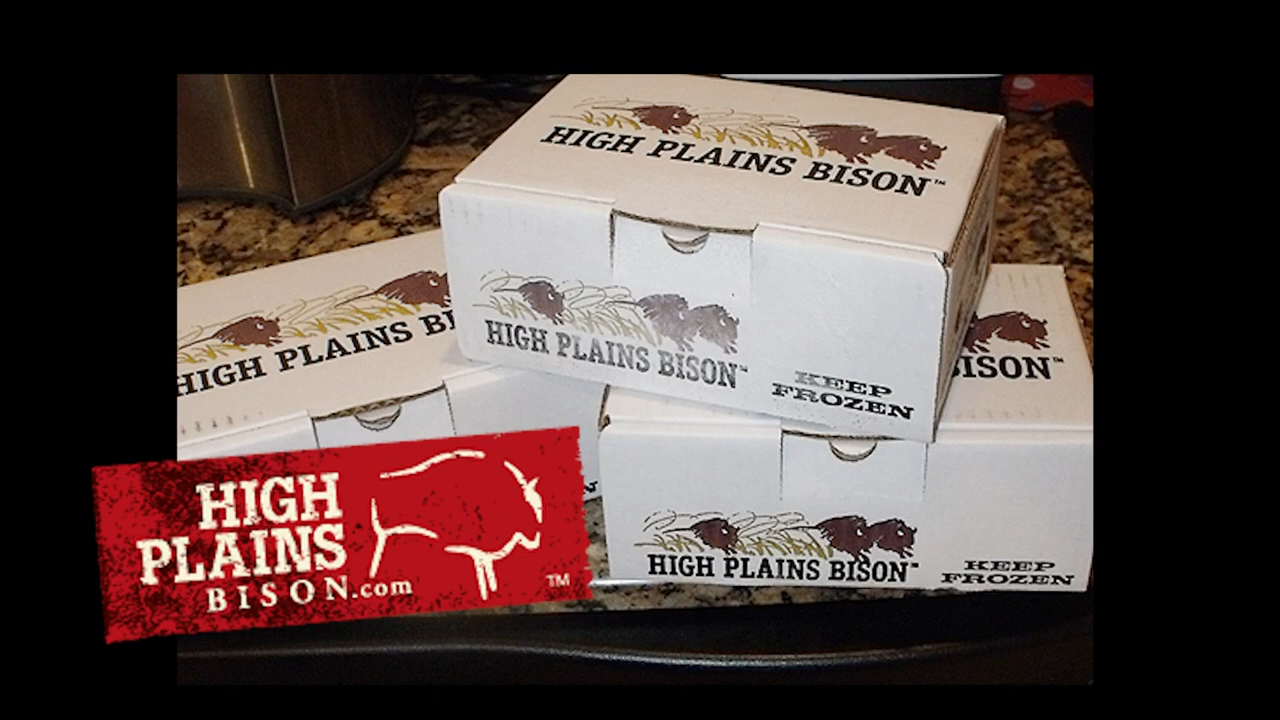 HIGH PLAINS BISON™
HIGH PLAINS BISON™
KEEP
FROZEN
HIGH PLAINS BI
BISON™
HIGH PLAINS BISON™
KEEP
FROZEN
HIGH
PLAINS
BISON.com
TM